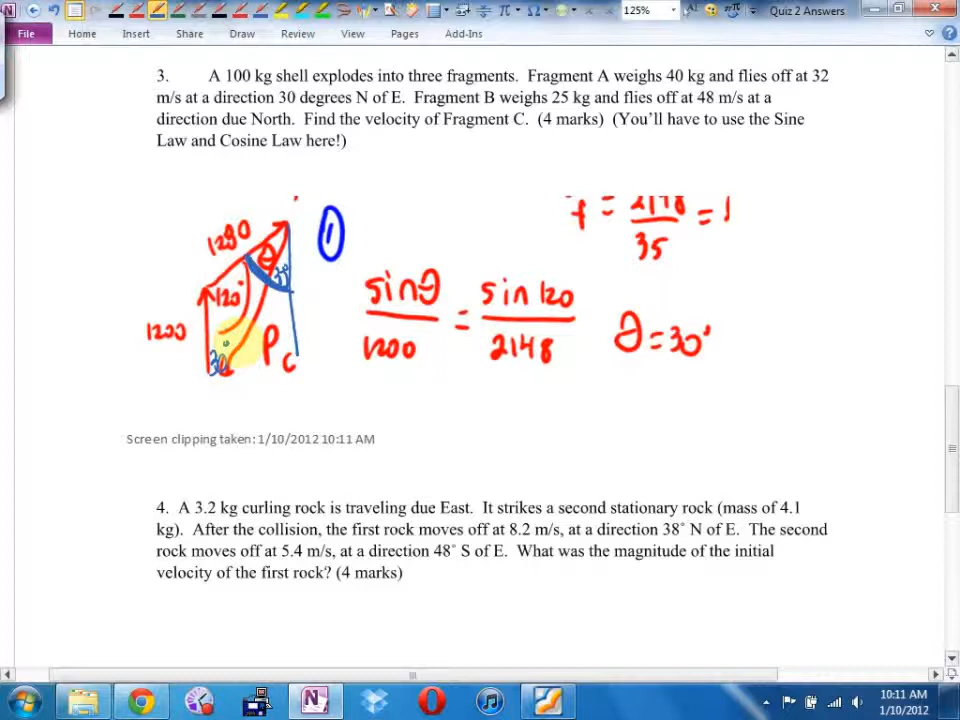 125%
Quiz 2 Answers
File Home Insert Share Draw Review View Pages Add-Ins
3. A 100 kg shell explodes into three fragments. Fragment A weighs 40 kg and flies off at 32
m/s at a direction 30 degrees N of E. Fragment B weighs 25 kg and flies off at 48 m/s at a
direction due North. Find the velocity of Fragment C. (4 marks) (You’ll have to use the Sine
Law and Cosine Law here!)
1280
①
θ
120°
1200
30°
Pc
sinθ/1200 = sin 120/2148
θ = 30°
= 2148/35 =
Screen clipping taken: 1/10/2012 10:11 AM
4. A 3.2 kg curling rock is traveling due East. It strikes a second stationary rock (mass of 4.1
kg). After the collision, the first rock moves off at 8.2 m/s, at a direction 38° N of E. The second
rock moves off at 5.4 m/s, at a direction 48° S of E. What was the magnitude of the initial
velocity of the first rock? (4 marks)
10:11 AM
1/10/2012